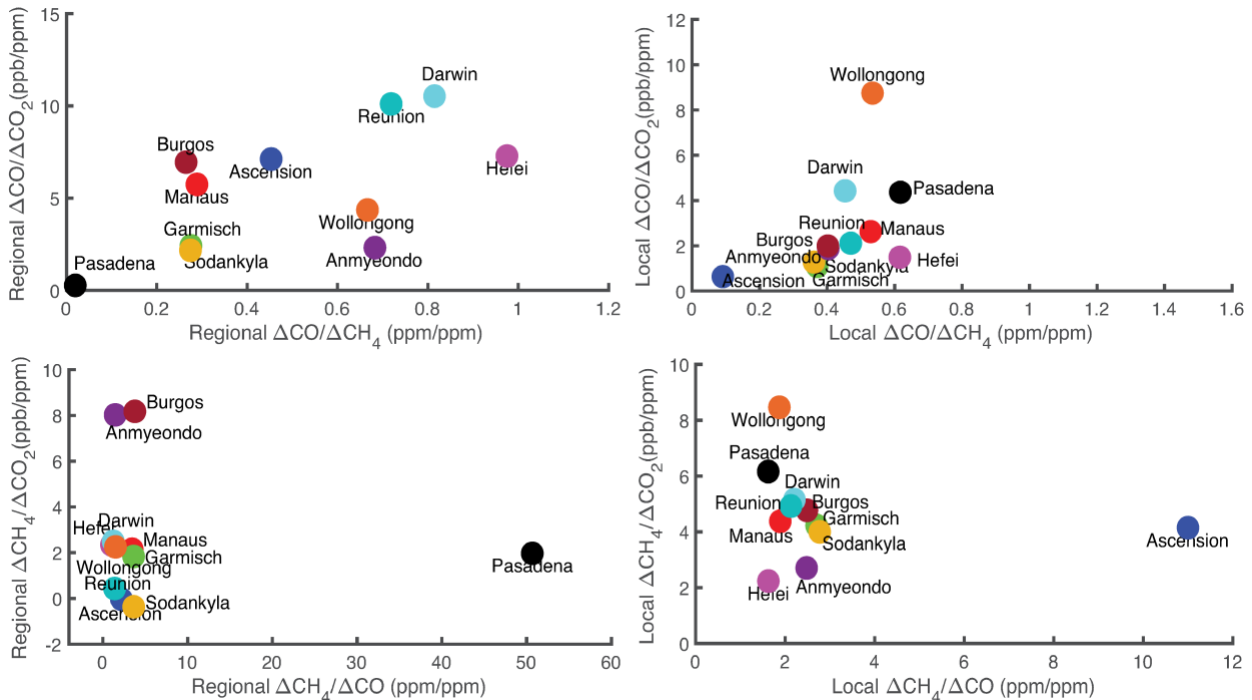 Regional ΔCO/ΔCO2(ppb/ppm)
15
10
5
0
Darwin
Reunion
Burgos
Ascension
Hefei
Manaus
Garmisch
Wollongong
Sodankyla
Anmyeondo
Pasadena
0 0.2 0.4 0.6 0.8 1 1.2
Regional ΔCO/ΔCH4 (ppm/ppm)
Local ΔCO/ΔCO2(ppb/ppm)
12
10
8
6
4
2
0
Wollongong
Darwin
Pasadena
Reunion
Manaus
Burgos
Anmyeondo
Sodankyla
Hefei
Ascension
Garmisch
0 0.2 0.4 0.6 0.8 1 1.2 1.4 1.6
Local ΔCO/ΔCH4 (ppm/ppm)
Regional ΔCH4/ΔCO2(ppb/ppm)
10
8
6
4
2
0
-2
Burgos
Anmyeondo
Darwin
Hefei
Manaus
Garmisch
Wollongong
Pasadena
Reunion
Sodankyla
Ascension
0 10 20 30 40 50 60
Regional ΔCH4/ΔCO (ppm/ppm)
Local ΔCH4/ΔCO2(ppb/ppm)
10
8
6
4
2
0
Wollongong
Pasadena
Darwin
Reunion
Burgos
Garmisch
Manaus
Sodankyla
Ascension
Hefei
Anmyeondo
0 2 4 6 8 10 12
Local ΔCH4/ΔCO (ppm/ppm)